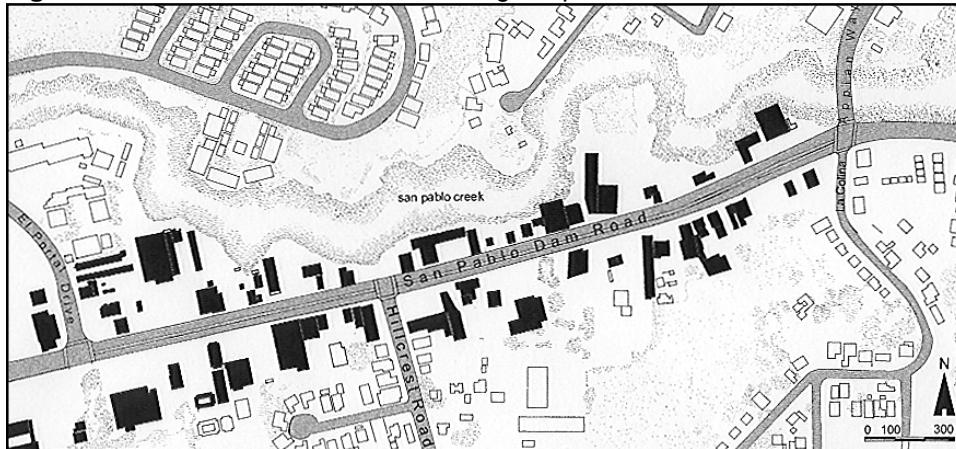 Appian Way
san pablo creek
La Colina
El Portal Drive
San Pablo Dam Road
Hillcrest Road
N
0 100 300